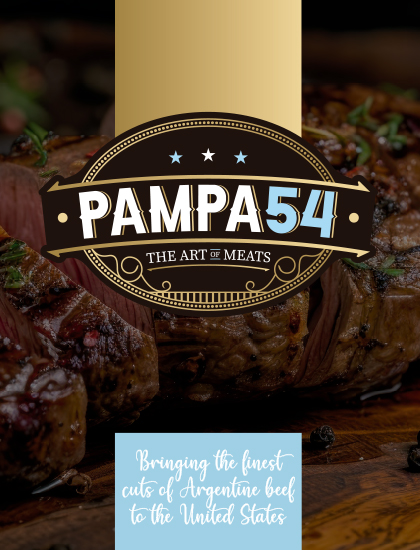 PAMPA54
THE ART OF MEATS
Bringing the finest
cuts of Argentine beef
to the United States